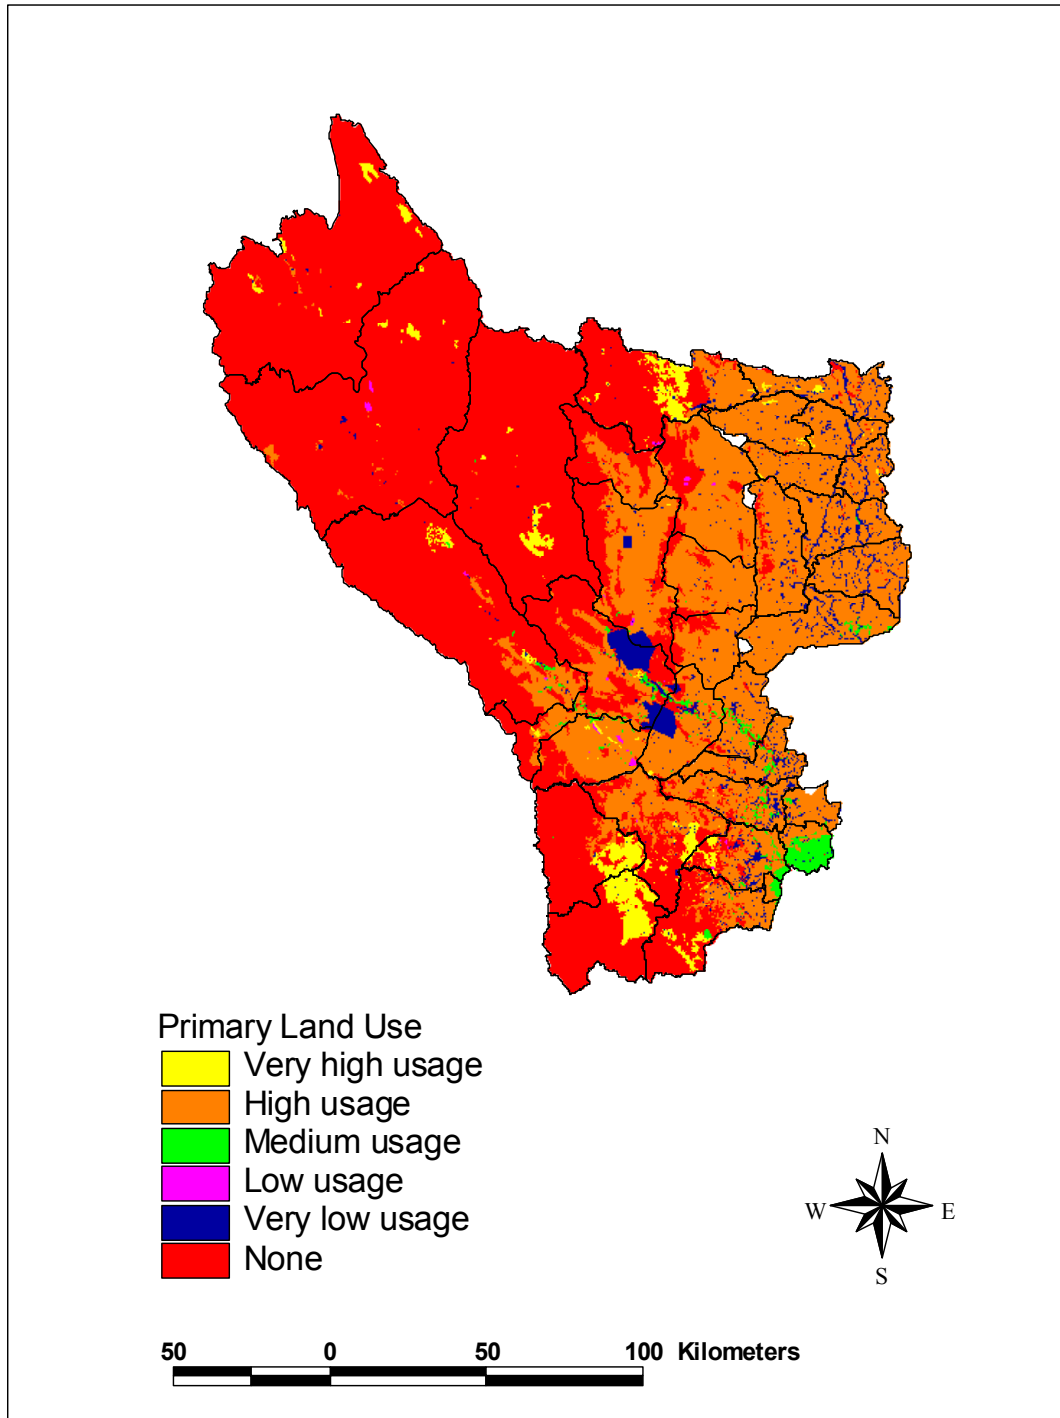 Primary Land Use
Very high usage
High usage
Medium usage
Low usage
Very low usage
None
N
W E
S
50 0 50 100 Kilometers